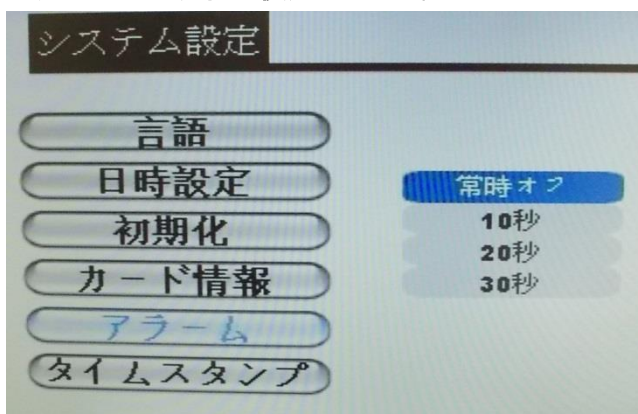 システム設定
言語
日時設定
初期化
カード情報
アラーム
タイムスタンプ
常時オフ
10秒
20秒
30秒